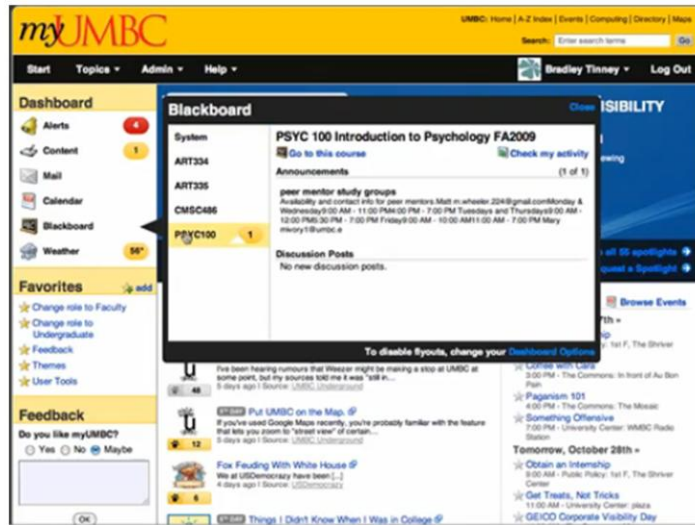 myUMBC
UMBC: Home | A-Z Index | Events | Computing | Directory | Maps
Search: Enter search terms Go
Start Topics Admin Help Bradley Tinney Log Out
Dashboard
Alerts 4
Content 1
Mail
Calendar
Blackboard
Weather 56°
Favorites add
Change role to Faculty
Change role to
Undergraduate
Feedback
Themes
User Tools
Feedback
Do you like myUMBC?
Yes No Maybe
OK
Blackboard Close
System
ART334
ART335
CMSC486
PSYC100 1
PSYC 100 Introduction to Psychology FA2009
Go to this course Check my activity
Announcements (1 of 1)
peer mentor study groups
Availability and contact info for peer mentors.Matt m.wheeler.224@gmail.comMonday &
Wednesday9:00 AM - 11:00 PM4:00 PM - 7:00 PM Tuesdays and Thursdays9:00 AM -
12:00 PM5:30 PM - 7:00 PM Friday9:00 AM - 10:00 AM11:00 AM - 7:00 PM Mary
mivory1@umbc.e
Discussion Posts
No new discussion posts.
To disable flyouts, change your Dashboard Options
ISIBILITY
ewing
all 55 spotlights
quest a Spotlight
I've been hearing rumours that Weezer might be making a stop at UMBC at
some point, but my sources told me it was "still in...
5 days ago | Source: UMBC Underground
48
Put UMBC on the Map.
If you've used Google Maps recently, you're probably familiar with the feature
that lets you zoom to "street view" of certain...
5 days ago | Source: UMBC Underground
12
Fox Feuding With White House
We at USDemocrazy have been [...]
4 days ago | Source: USDemocrazy
6
Things I Didn't Know When I Was in College
Browse Events
7th »
1st F, The Shriver
Coffee with Cara
3:00 PM - The Commons: In front of Au Bon
Pain
Paganism 101
4:00 PM - The Commons: The Mosaic
Something Offensive
7:00 PM - University Center: WMBC Radio
Station
Tomorrow, October 28th »
Obtain an Internship
9:00 AM - Public Policy: 1st F, The Shriver
Center
Get Treats, Not Tricks
11:00 AM - University Center: plaza
GEICO Corporate Visibility Day